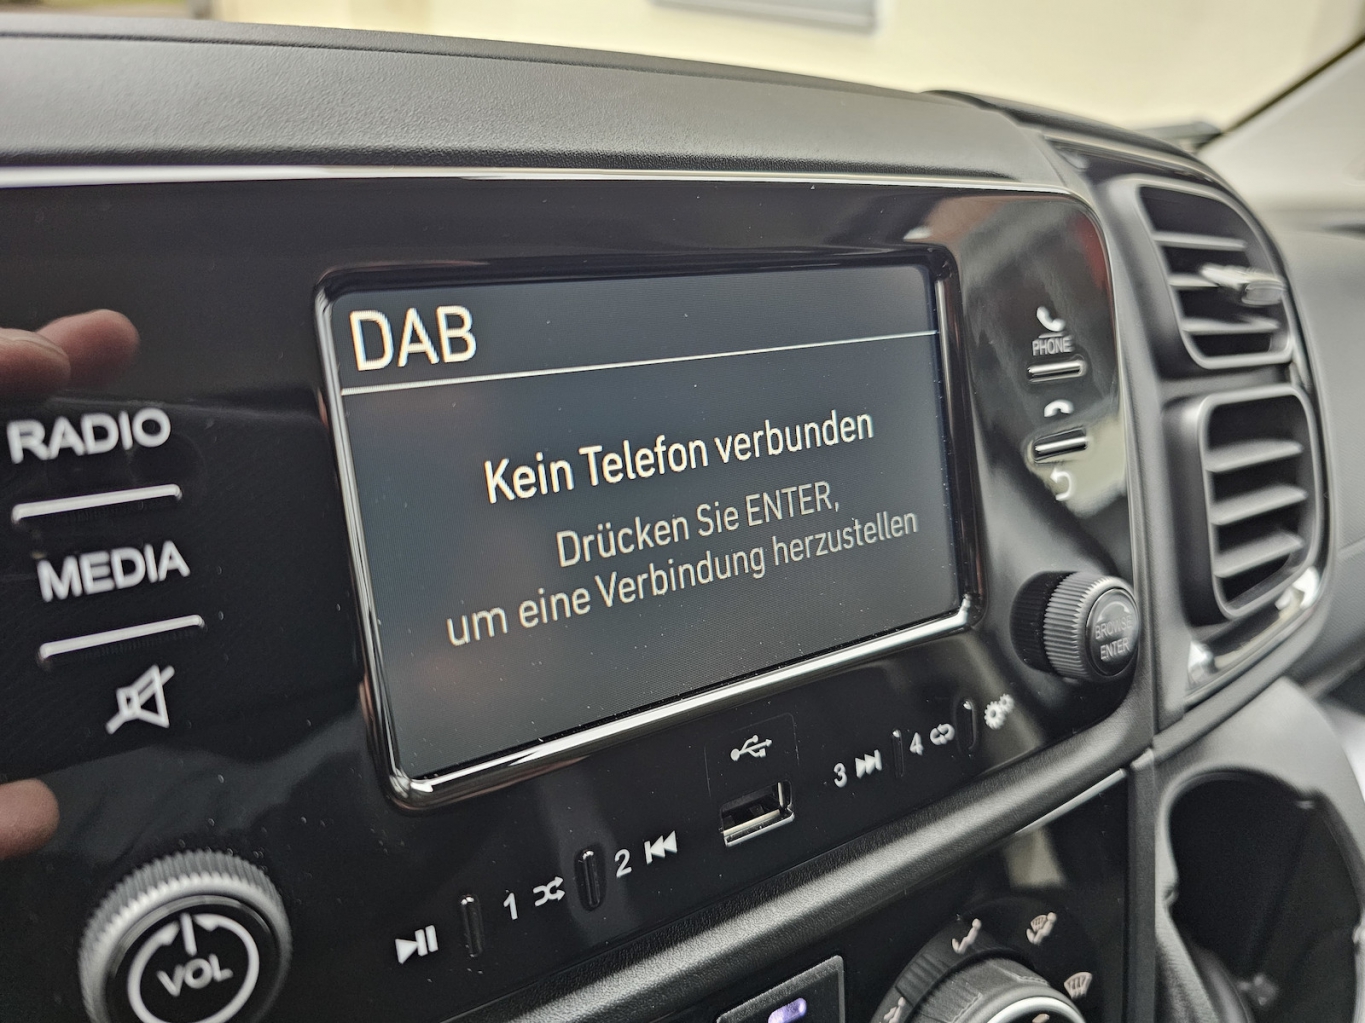 DAB
Kein Telefon verbunden
Drücken Sie ENTER,
um eine Verbindung herzustellen
RADIO
MEDIA
VOL
PHONE
BROWSE
ENTER
1
2
3
4